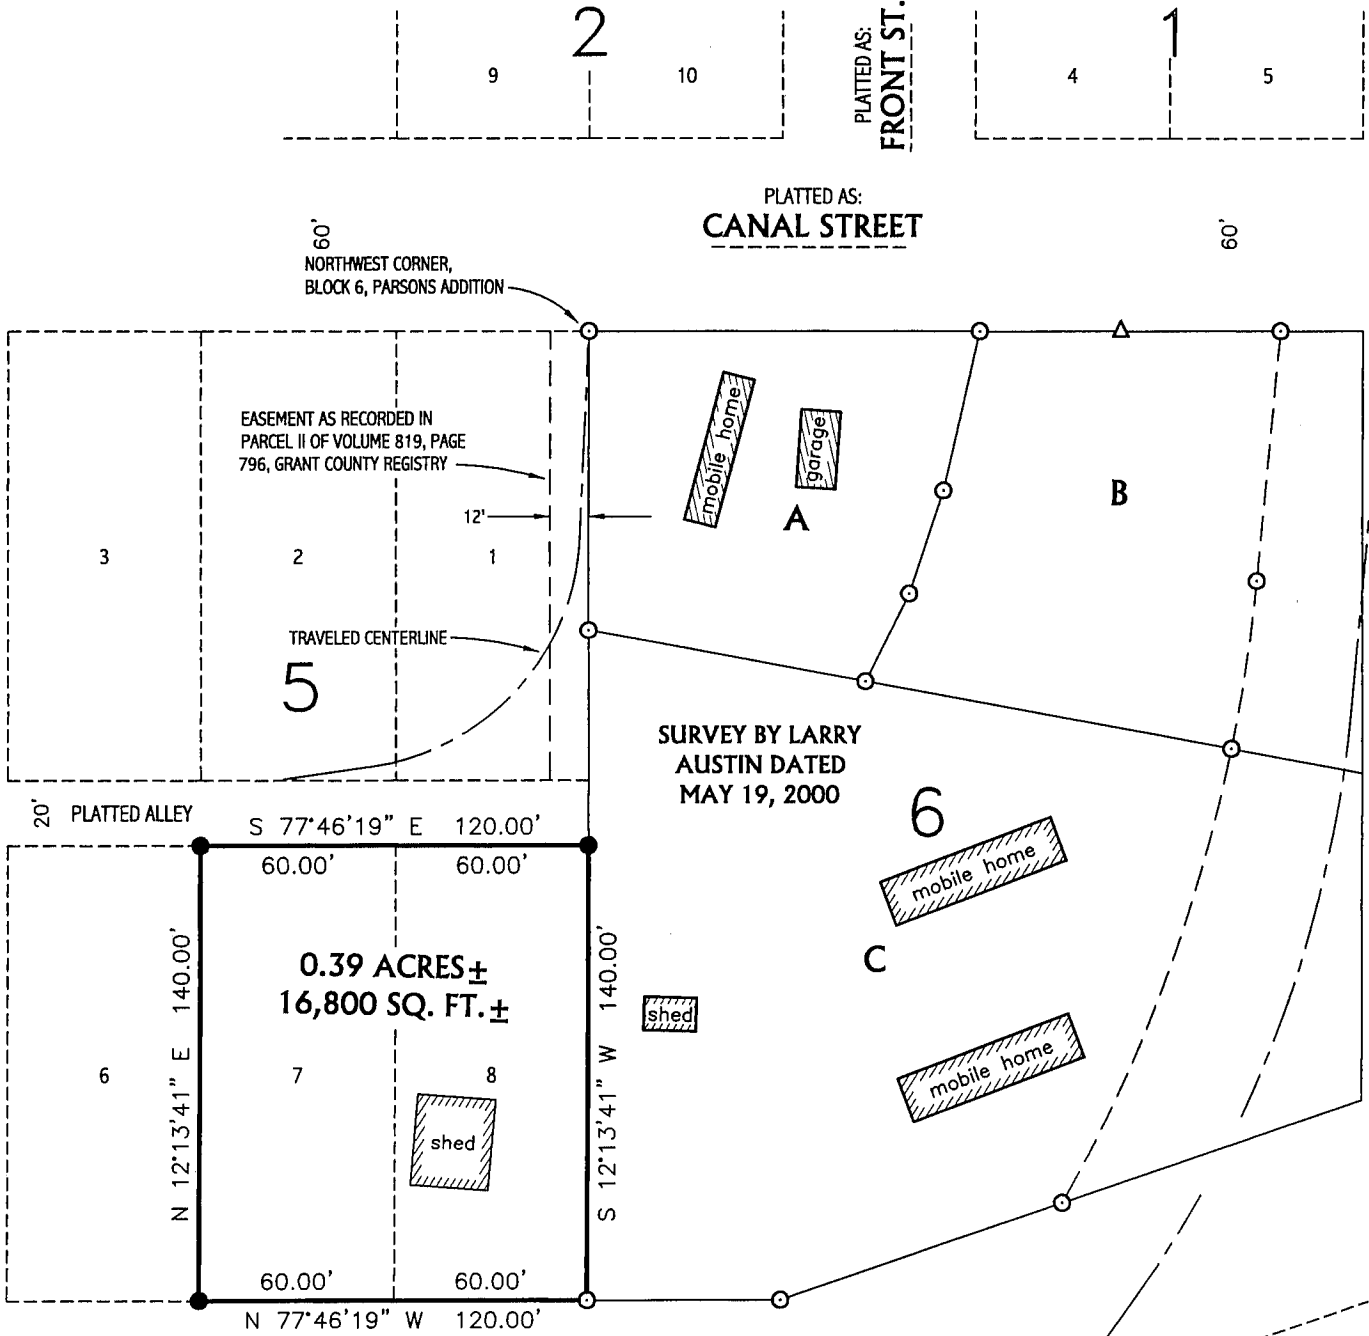 2
1
9
10
4
5
PLATTED AS:
FRONT ST.
PLATTED AS:
CANAL STREET
60'
60'
NORTHWEST CORNER,
BLOCK 6, PARSONS ADDITION
EASEMENT AS RECORDED IN
PARCEL II OF VOLUME 819, PAGE
796, GRANT COUNTY REGISTRY
12'
3
2
1
TRAVELED CENTERLINE
5
mobile home
garage
A
B
SURVEY BY LARRY
AUSTIN DATED
MAY 19, 2000
6
20'
PLATTED ALLEY
S 77°46'19" E 120.00'
60.00'
60.00'
mobile home
C
N 12°13'41" E 140.00'
0.39 ACRES±
16,800 SQ. FT.±
S 12°13'41" W 140.00'
shed
mobile home
6
7
8
shed
60.00'
60.00'
N 77°46'19" W 120.00'